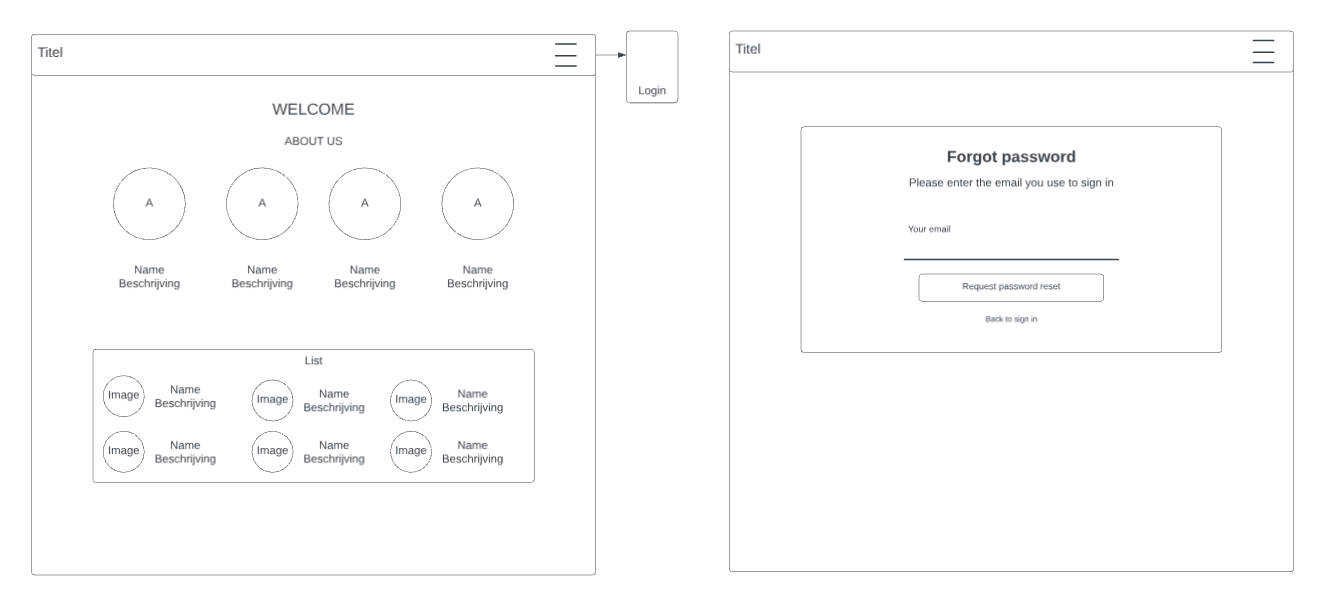 Titel
Login
WELCOME
ABOUT US
A A A A
Name Name Name Name
Beschrijving Beschrijving Beschrijving Beschrijving
List
Image Name Beschrijving
Image Name Beschrijving
Image Name Beschrijving
Image Name Beschrijving
Image Name Beschrijving
Image Name Beschrijving
Titel
Forgot password
Please enter the email you use to sign in
Your email
Request password reset
Back to sign in